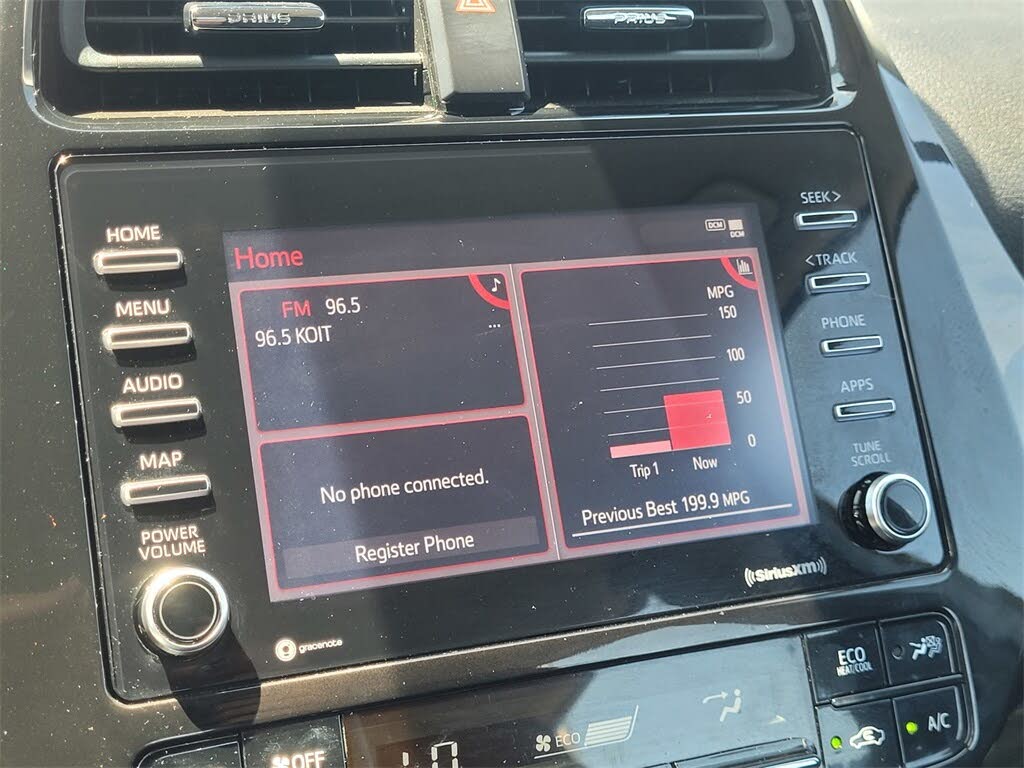 PRIUS
PRIUS
HOME
MENU
AUDIO
MAP
POWER
VOLUME
Home
DCM
DCM
FM 96.5
96.5 KOIT
...
No phone connected.
Register Phone
MPG
150
100
50
0
Trip 1
Now
Previous Best 199.9 MPG
SEEK >
< TRACK
PHONE
APPS
TUNE
SCROLL
((SiriusXM))
gracenote
ECO
HEAT/COOL
OFF
ECO
A/C